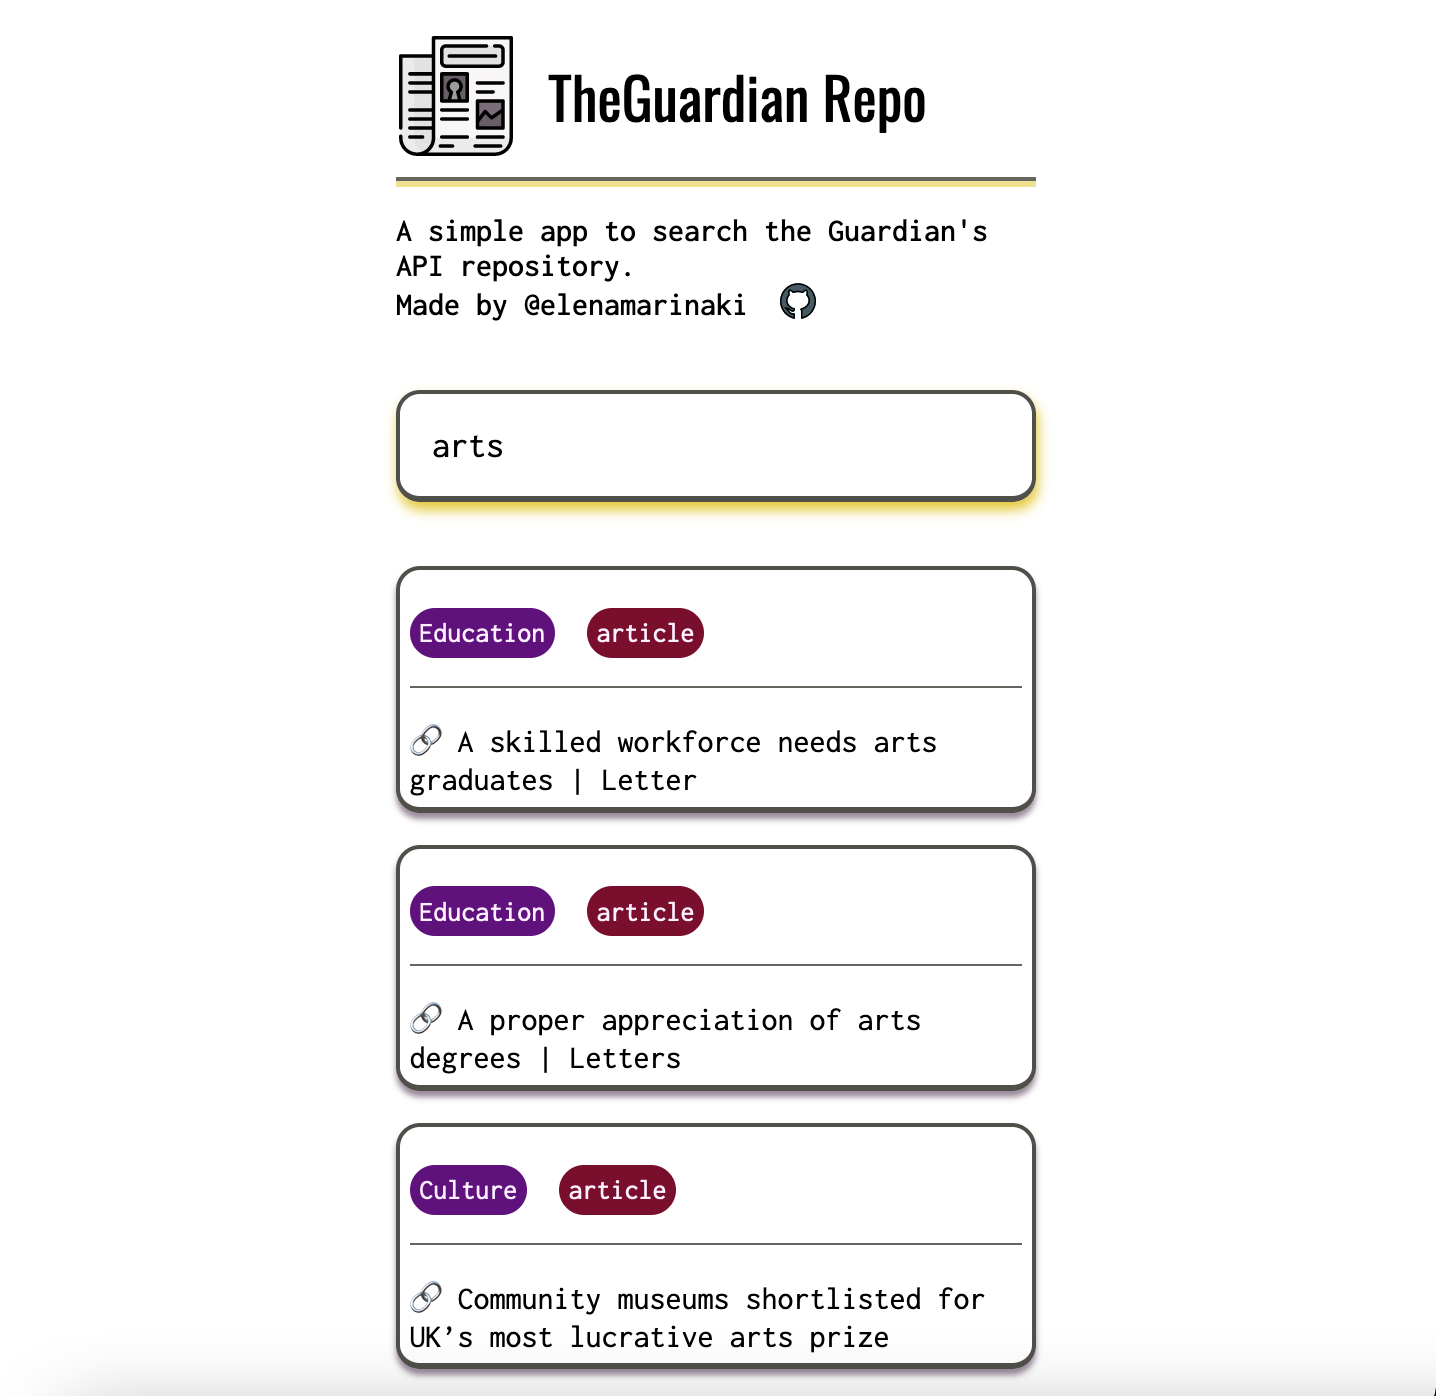 TheGuardian Repo
A simple app to search the Guardian's
API repository.
Made by @elenamarinaki
arts
Education article
A skilled workforce needs arts
graduates | Letter
Education article
A proper appreciation of arts
degrees | Letters
Culture article
Community museums shortlisted for
UK’s most lucrative arts prize